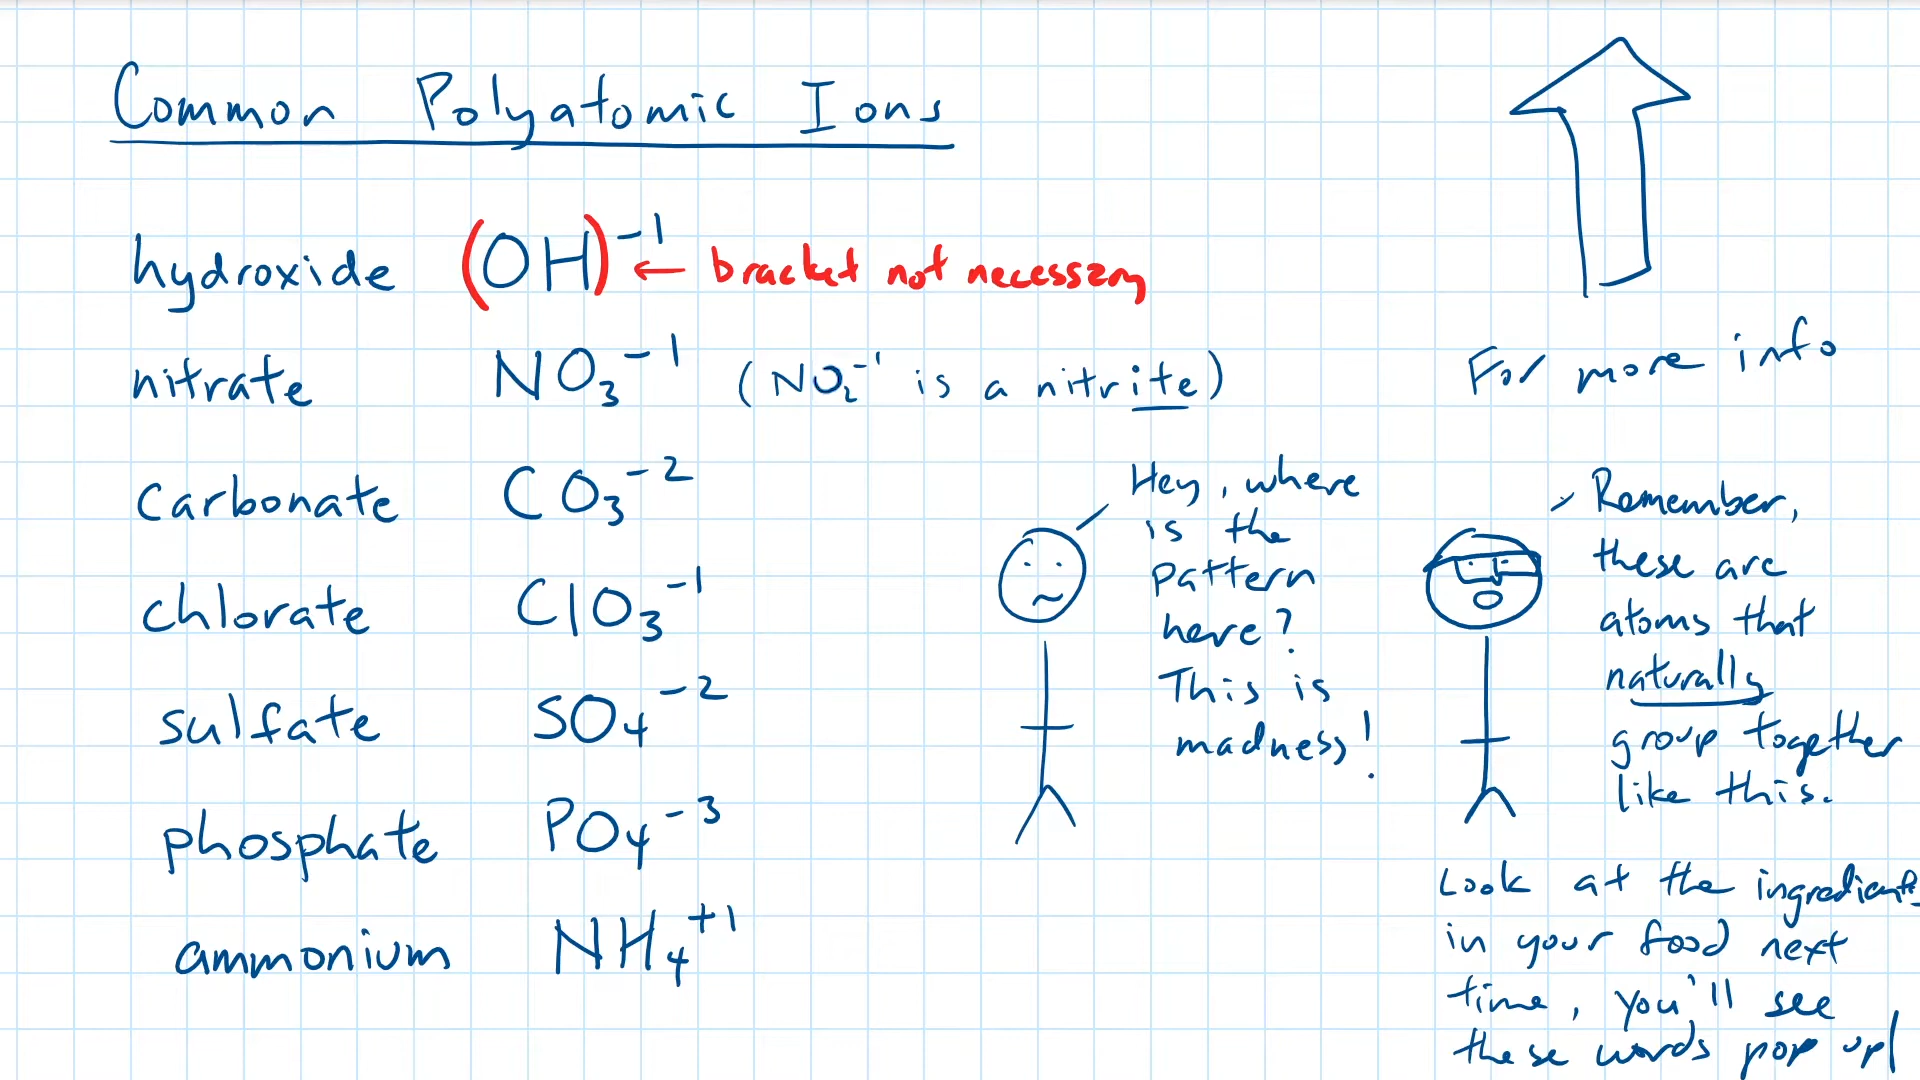 Common Polyatomic Ions
hydroxide (OH)⁻¹ ← bracket not necessary
nitrate NO₃⁻¹ (NO₂⁻¹ is a nitrite)
carbonate CO₃⁻²
chlorate ClO₃⁻¹
sulfate SO₄⁻²
phosphate PO₄⁻³
ammonium NH₄⁺¹
For more info
Hey, where
is the
pattern
here?
This is
madness!
Remember,
these are
atoms that
naturally
group together
like this.
Look at the ingredients
in your food next
time, you'll see
these words pop up!